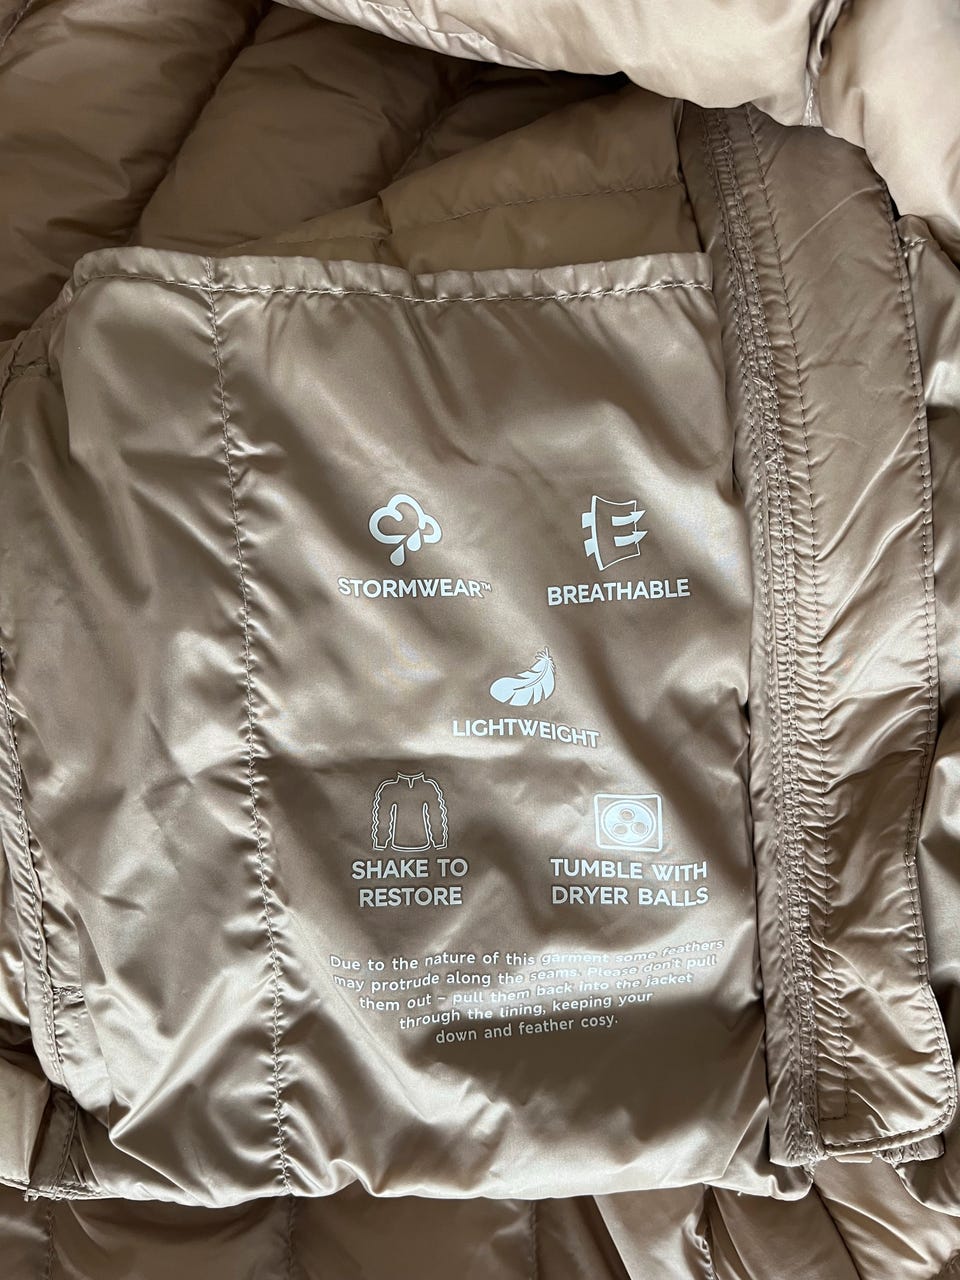 STORMWEAR™
BREATHABLE
LIGHTWEIGHT
SHAKE TO
RESTORE
TUMBLE WITH
DRYER BALLS
Due to the nature of this garment some feathers
may protrude along the seams. Please don't pull
them out – pull them back into the jacket
through the lining, keeping your
down and feather cosy.